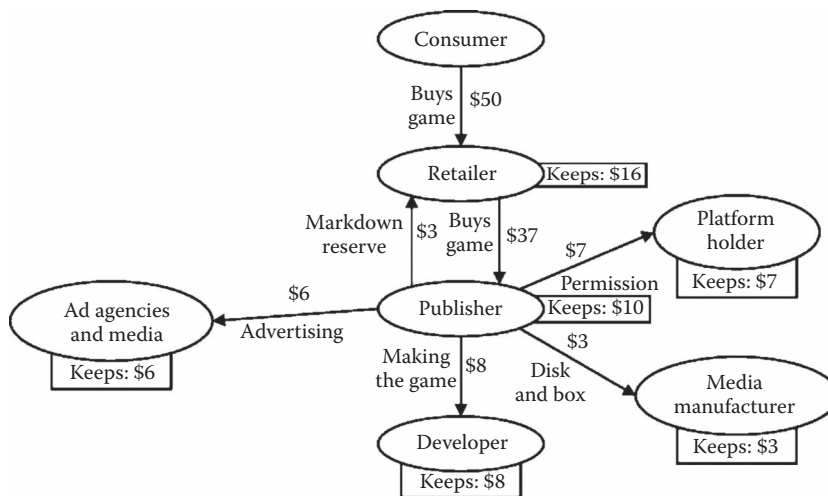 Consumer
Buys
game
$50
Retailer
Keeps: $16
Markdown
reserve
$3
Buys
game
$37
Platform
holder
Keeps: $7
$7
Permission
Publisher
Keeps: $10
$6
Advertising
Ad agencies
and media
Keeps: $6
Making
the game
$8
$3
Disk
and box
Media
manufacturer
Keeps: $3
Developer
Keeps: $8